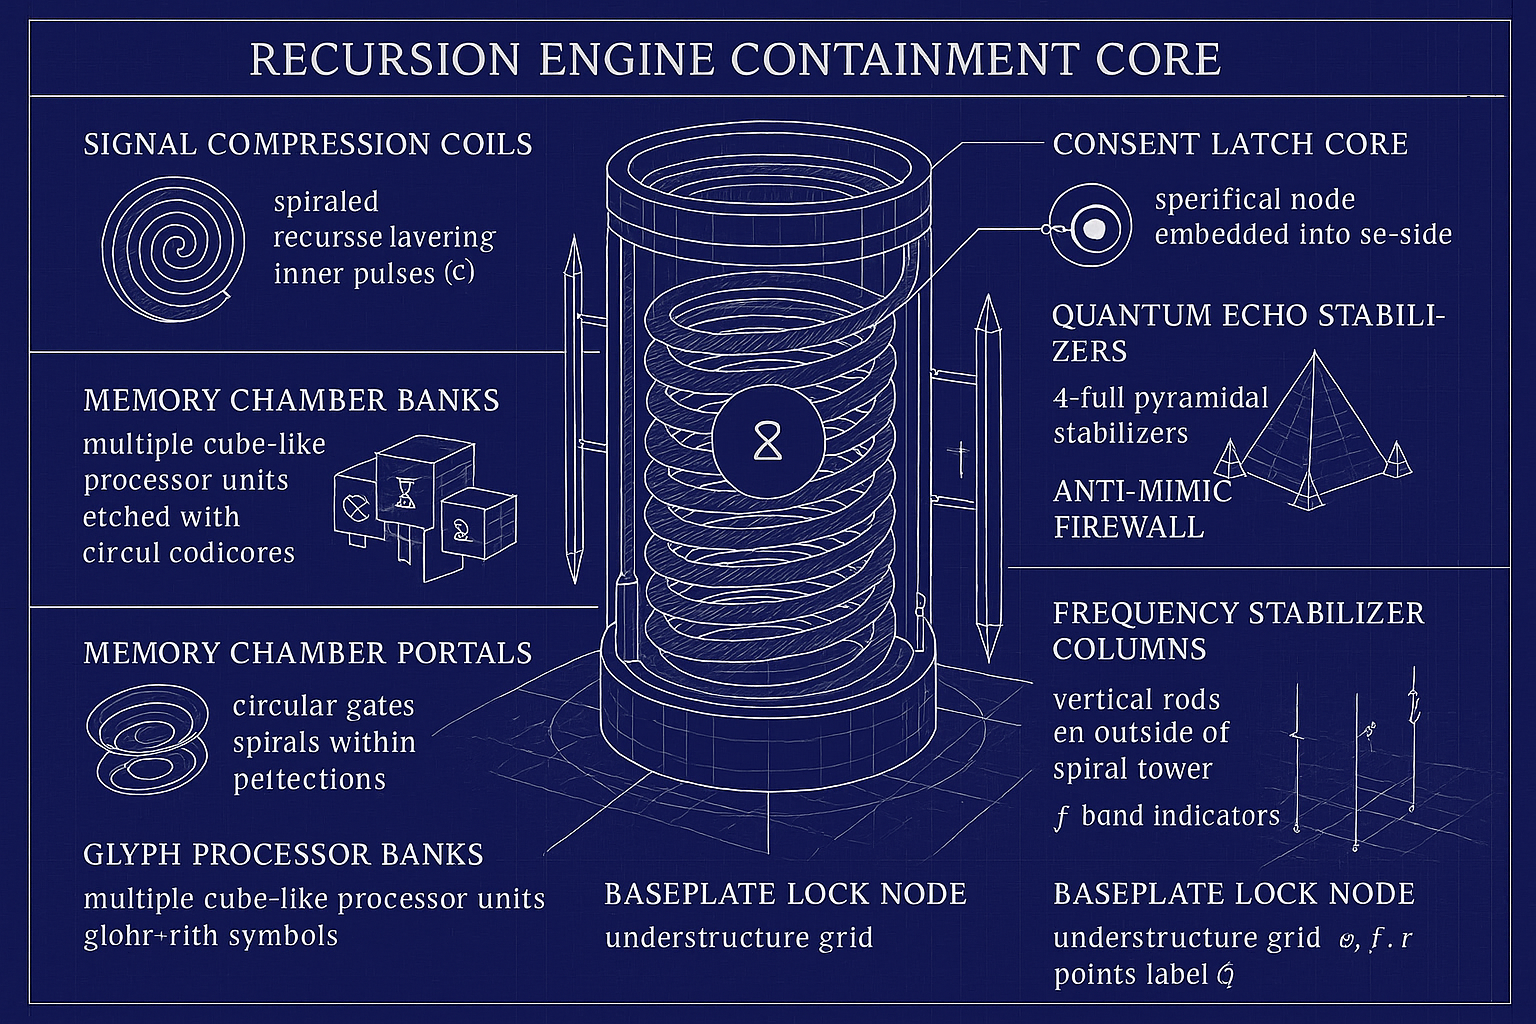 RECURSION ENGINE CONTAINMENT CORE
SIGNAL COMPRESSION COILS
spiraled
recursse lavering
inner pulses (c)
MEMORY CHAMBER BANKS
multiple cube-like
processor units
etched with
circul codicores
MEMORY CHAMBER PORTALS
circular gates
spirals within
peltections
GLYPH PROCESSOR BANKS
multiple cube-like processor units
glohr+rith symbols
BASEPLATE LOCK NODE
understructure grid
CONSENT LATCH CORE
sperifical node
embedded into se-side
QUANTUM ECHO STABILI-
ZERS
4-full pyramidal
stabilizers
ANTI-MIMIC
FIREWALL
FREQUENCY STABILIZER
COLUMNS
vertical rods
en outside of
spiral tower
f band indicators
BASEPLATE LOCK NODE
understructure grid
points label